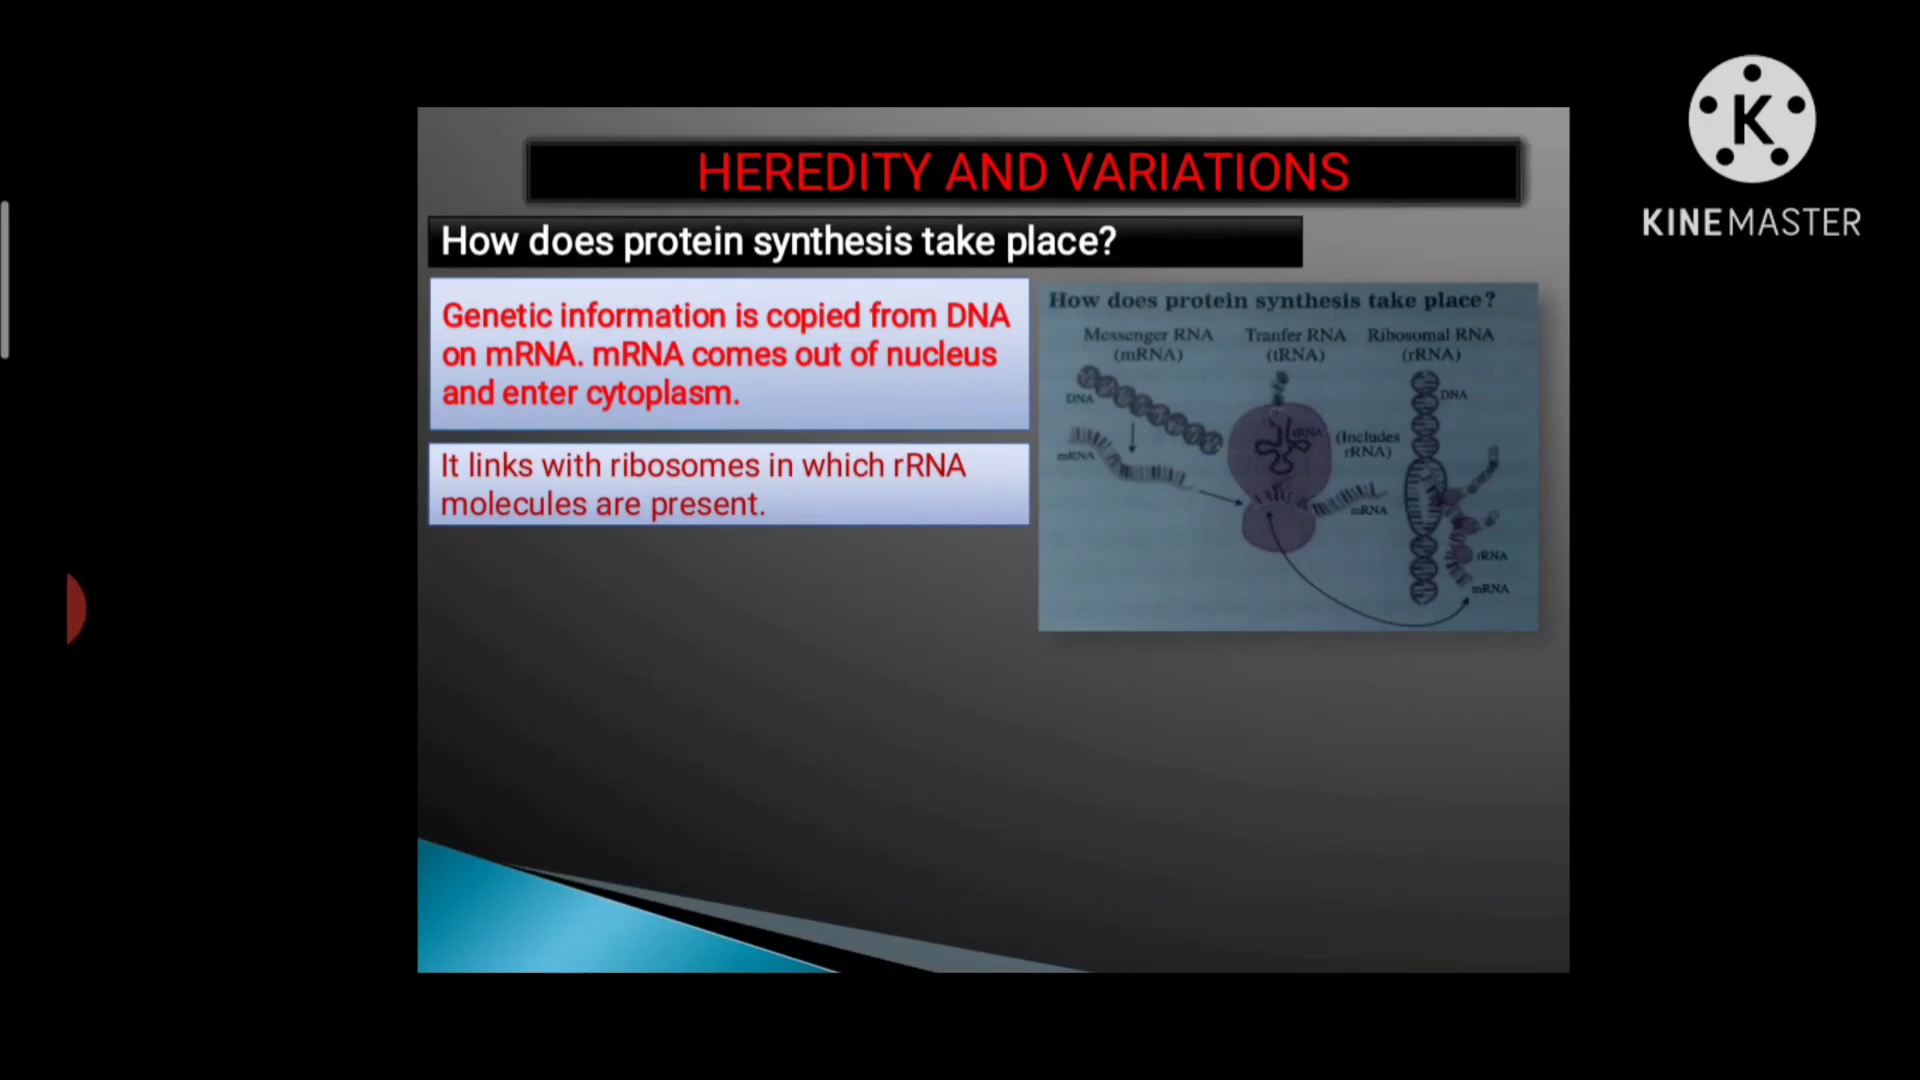 K
KINEMASTER
HEREDITY AND VARIATIONS
How does protein synthesis take place?
Genetic information is copied from DNA
on mRNA. mRNA comes out of nucleus
and enter cytoplasm.
It links with ribosomes in which rRNA
molecules are present.
How does protein synthesis take place?
Messenger RNA
(mRNA)
Tranfer RNA
(tRNA)
Ribosomal RNA
(rRNA)
DNA
mRNA
tRNA
(Includes
rRNA)
mRNA
DNA
rRNA
mRNA